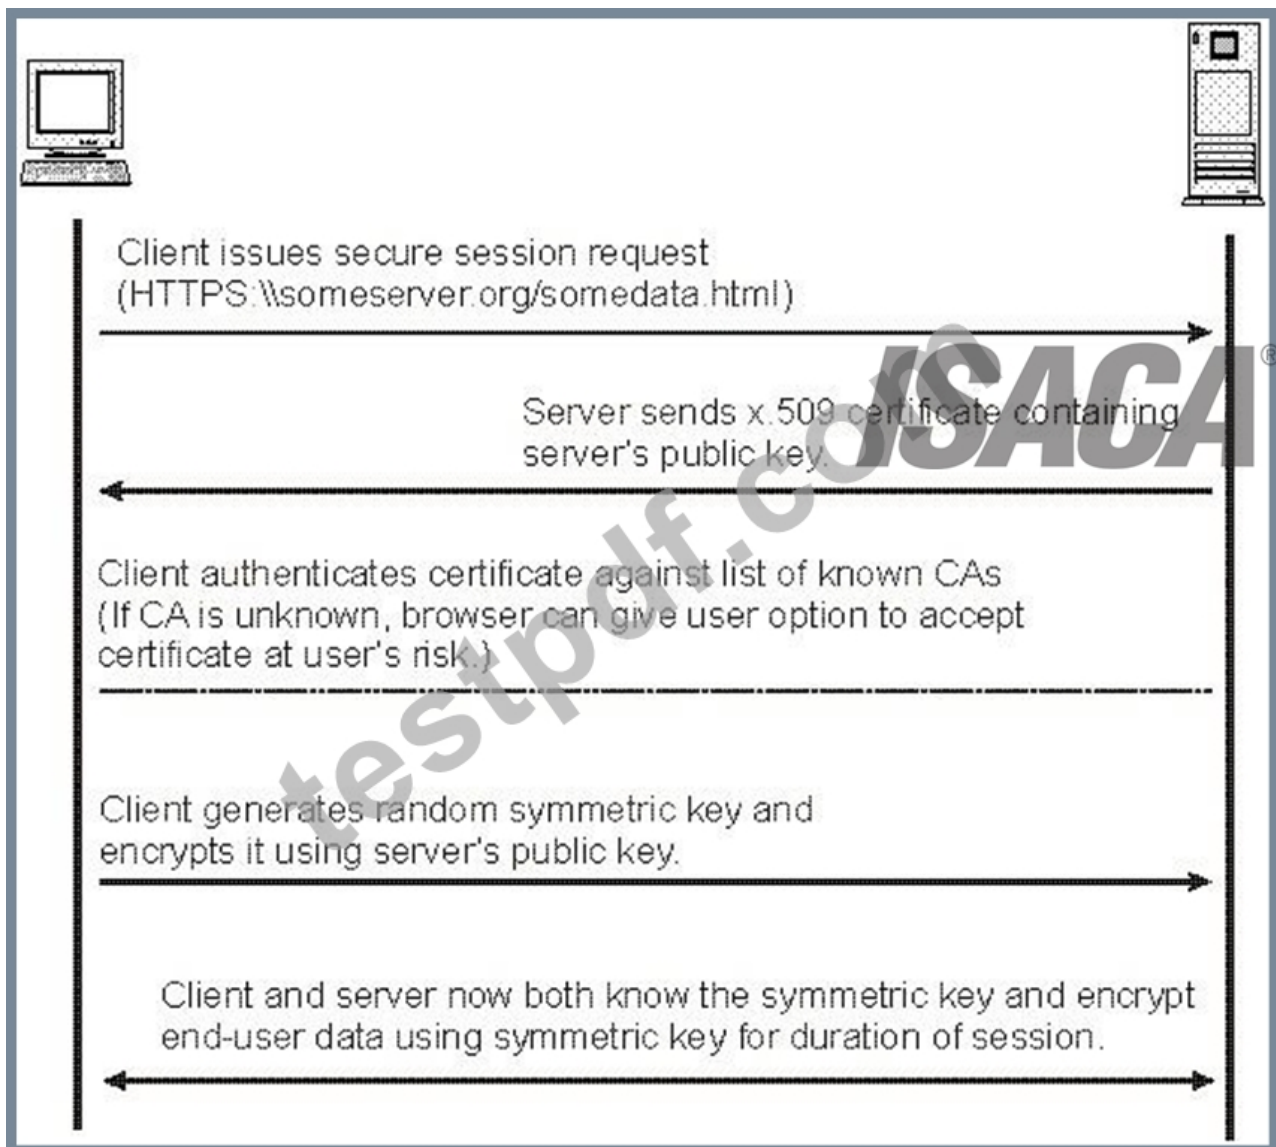 Client issues secure session request
(HTTPS:\\someserver.org/somedata.html)
ISACA®
Server sends x.509 certificate containing
server's public key.
Client authenticates certificate against list of known CAs
(If CA is unknown, browser can give user option to accept
certificate at user's risk.)
testpdf.com
Client generates random symmetric key and
encrypts it using server's public key.
Client and server now both know the symmetric key and encrypt
end-user data using symmetric key for duration of session.